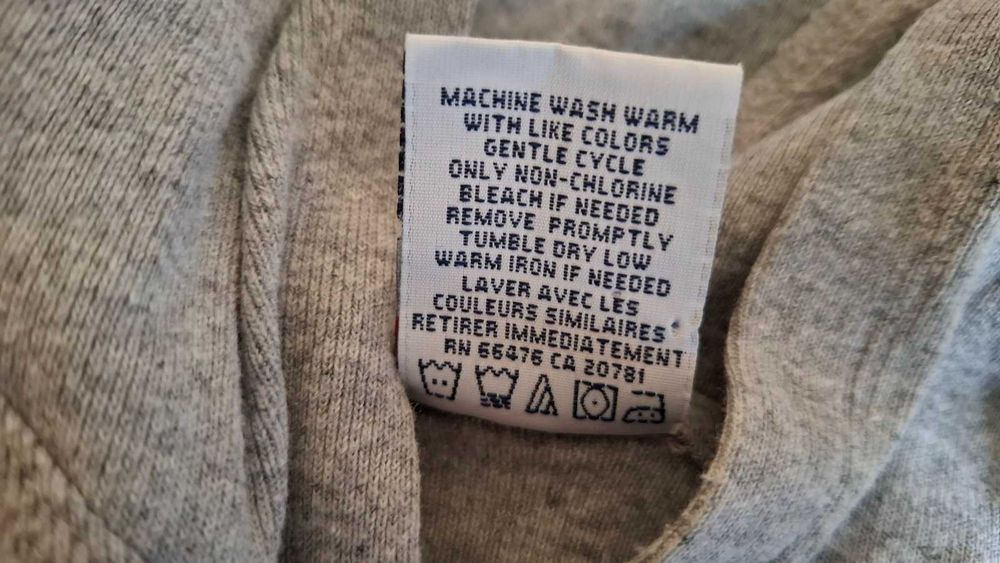 MACHINE WASH WARM
WITH LIKE COLORS
GENTLE CYCLE
ONLY NON-CHLORINE
BLEACH IF NEEDED
REMOVE PROMPTLY
TUMBLE DRY LOW
WARM IRON IF NEEDED
LAVER AVEC LES
COULEURS SIMILAIRES
RETIRER IMMEDIATEMENT
RN 66476 CA 20781